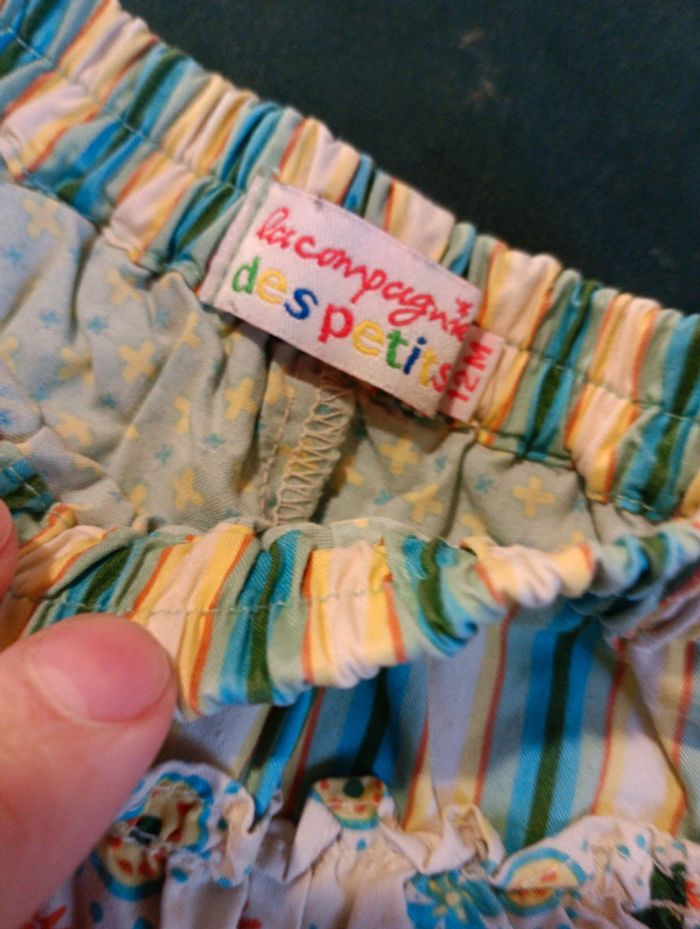 la compagnie
des petits
12M